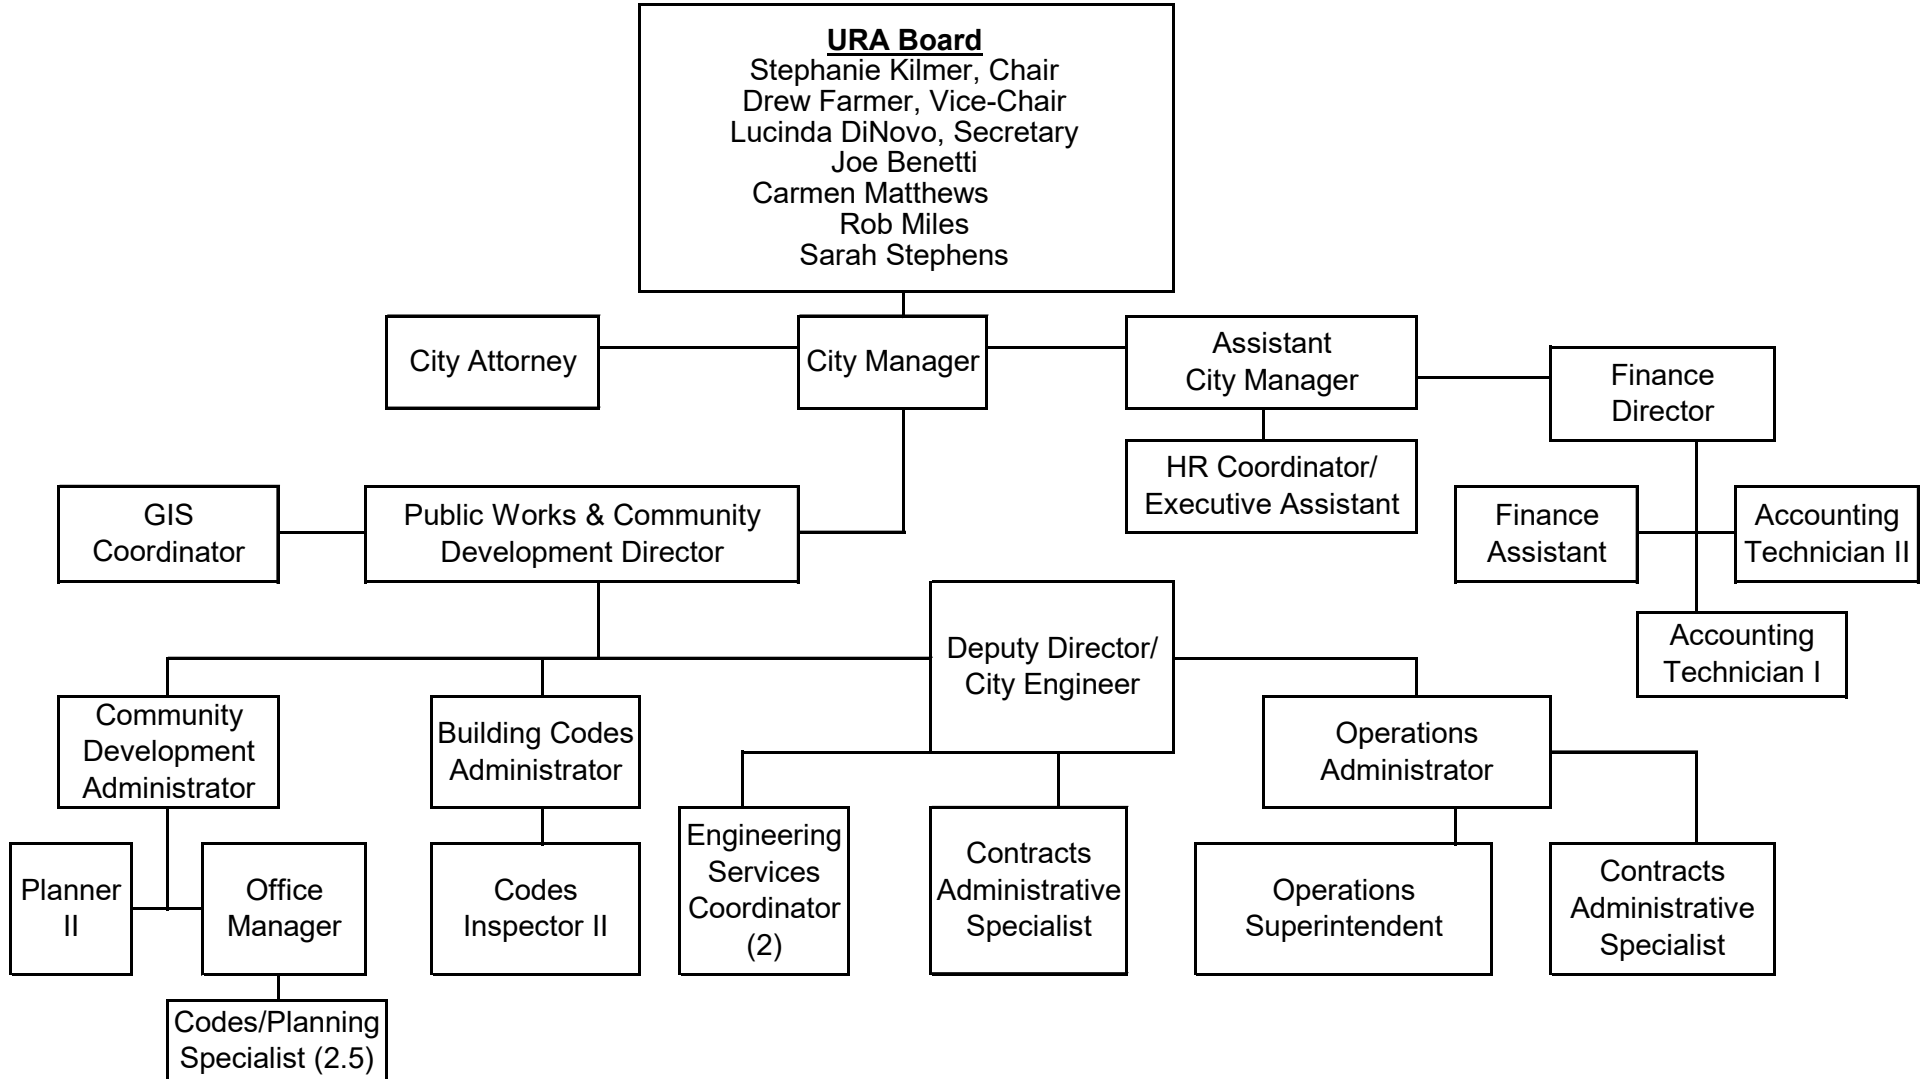 URA Board
Stephanie Kilmer, Chair
Drew Farmer, Vice-Chair
Lucinda DiNovo, Secretary
Joe Benetti
Carmen Matthews
Rob Miles
Sarah Stephens
City Attorney
City Manager
Assistant
City Manager
Finance
Director
HR Coordinator/
Executive Assistant
GIS
Coordinator
Public Works & Community
Development Director
Finance
Assistant
Accounting
Technician II
Accounting
Technician I
Deputy Director/
City Engineer
Community
Development
Administrator
Building Codes
Administrator
Operations
Administrator
Planner
II
Office
Manager
Codes
Inspector II
Engineering
Services
Coordinator
(2)
Contracts
Administrative
Specialist
Operations
Superintendent
Contracts
Administrative
Specialist
Codes/Planning
Specialist (2.5)